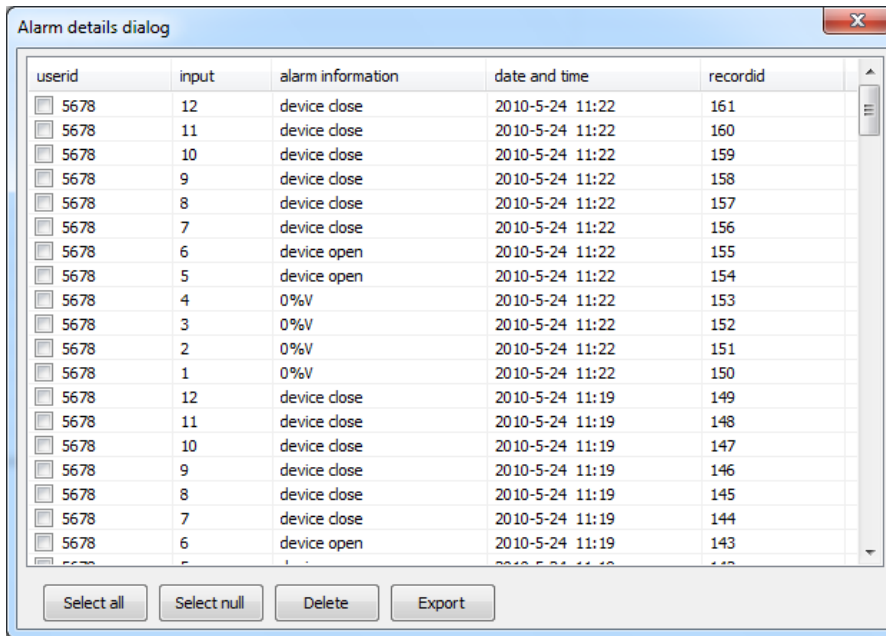 Alarm details dialog
userid input alarm information date and time recordid
5678 12 device close 2010-5-24 11:22 161
5678 11 device close 2010-5-24 11:22 160
5678 10 device close 2010-5-24 11:22 159
5678 9 device close 2010-5-24 11:22 158
5678 8 device close 2010-5-24 11:22 157
5678 7 device close 2010-5-24 11:22 156
5678 6 device open 2010-5-24 11:22 155
5678 5 device open 2010-5-24 11:22 154
5678 4 0%V 2010-5-24 11:22 153
5678 3 0%V 2010-5-24 11:22 152
5678 2 0%V 2010-5-24 11:22 151
5678 1 0%V 2010-5-24 11:22 150
5678 12 device close 2010-5-24 11:19 149
5678 11 device close 2010-5-24 11:19 148
5678 10 device close 2010-5-24 11:19 147
5678 9 device close 2010-5-24 11:19 146
5678 8 device close 2010-5-24 11:19 145
5678 7 device close 2010-5-24 11:19 144
5678 6 device open 2010-5-24 11:19 143
Select all Select null Delete Export